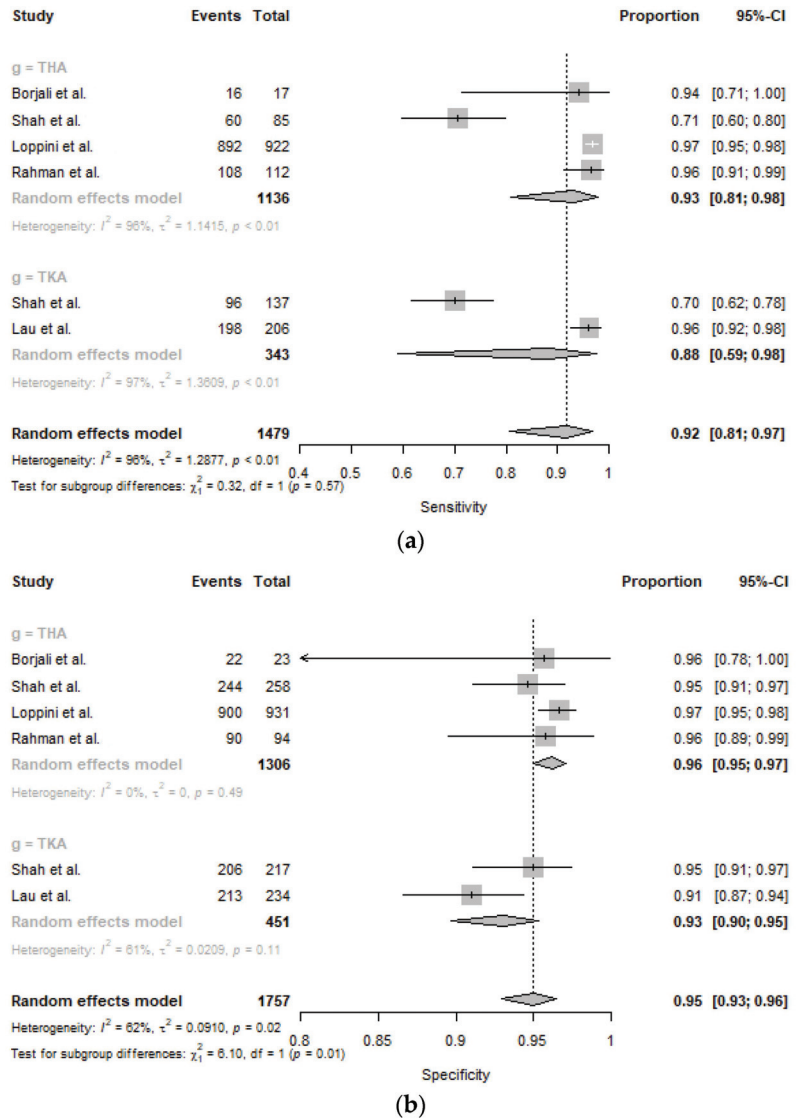 Study Events Total Proportion 95%-CI
g = THA
Borjali et al. 16 17 0.94 [0.71; 1.00]
Shah et al. 60 85 0.71 [0.60; 0.80]
Loppini et al. 892 922 0.97 [0.95; 0.98]
Rahman et al. 108 112 0.96 [0.91; 0.99]
Random effects model 1136 0.93 [0.81; 0.98]
Heterogeneity: I² = 96%, τ² = 1.1415, p < 0.01
g = TKA
Shah et al. 96 137 0.70 [0.62; 0.78]
Lau et al. 198 206 0.96 [0.92; 0.98]
Random effects model 343 0.88 [0.59; 0.98]
Heterogeneity: I² = 97%, τ² = 1.3609, p < 0.01
Random effects model 1479 0.92 [0.81; 0.97]
Heterogeneity: I² = 96%, τ² = 1.2877, p < 0.01
0.4 0.5 0.6 0.7 0.8 0.9 1
Test for subgroup differences: χ₁² = 0.32, df = 1 (p = 0.57)
Sensitivity
(a)
Study Events Total Proportion 95%-CI
g = THA
Borjali et al. 22 23 0.96 [0.78; 1.00]
Shah et al. 244 258 0.95 [0.91; 0.97]
Loppini et al. 900 931 0.97 [0.95; 0.98]
Rahman et al. 90 94 0.96 [0.89; 0.99]
Random effects model 1306 0.96 [0.95; 0.97]
Heterogeneity: I² = 0%, τ² = 0, p = 0.49
g = TKA
Shah et al. 206 217 0.95 [0.91; 0.97]
Lau et al. 213 234 0.91 [0.87; 0.94]
Random effects model 451 0.93 [0.90; 0.95]
Heterogeneity: I² = 61%, τ² = 0.0209, p = 0.11
Random effects model 1757 0.95 [0.93; 0.96]
Heterogeneity: I² = 62%, τ² = 0.0910, p = 0.02
0.8 0.85 0.9 0.95 1
Test for subgroup differences: χ₁² = 6.10, df = 1 (p = 0.01)
Specificity
(b)